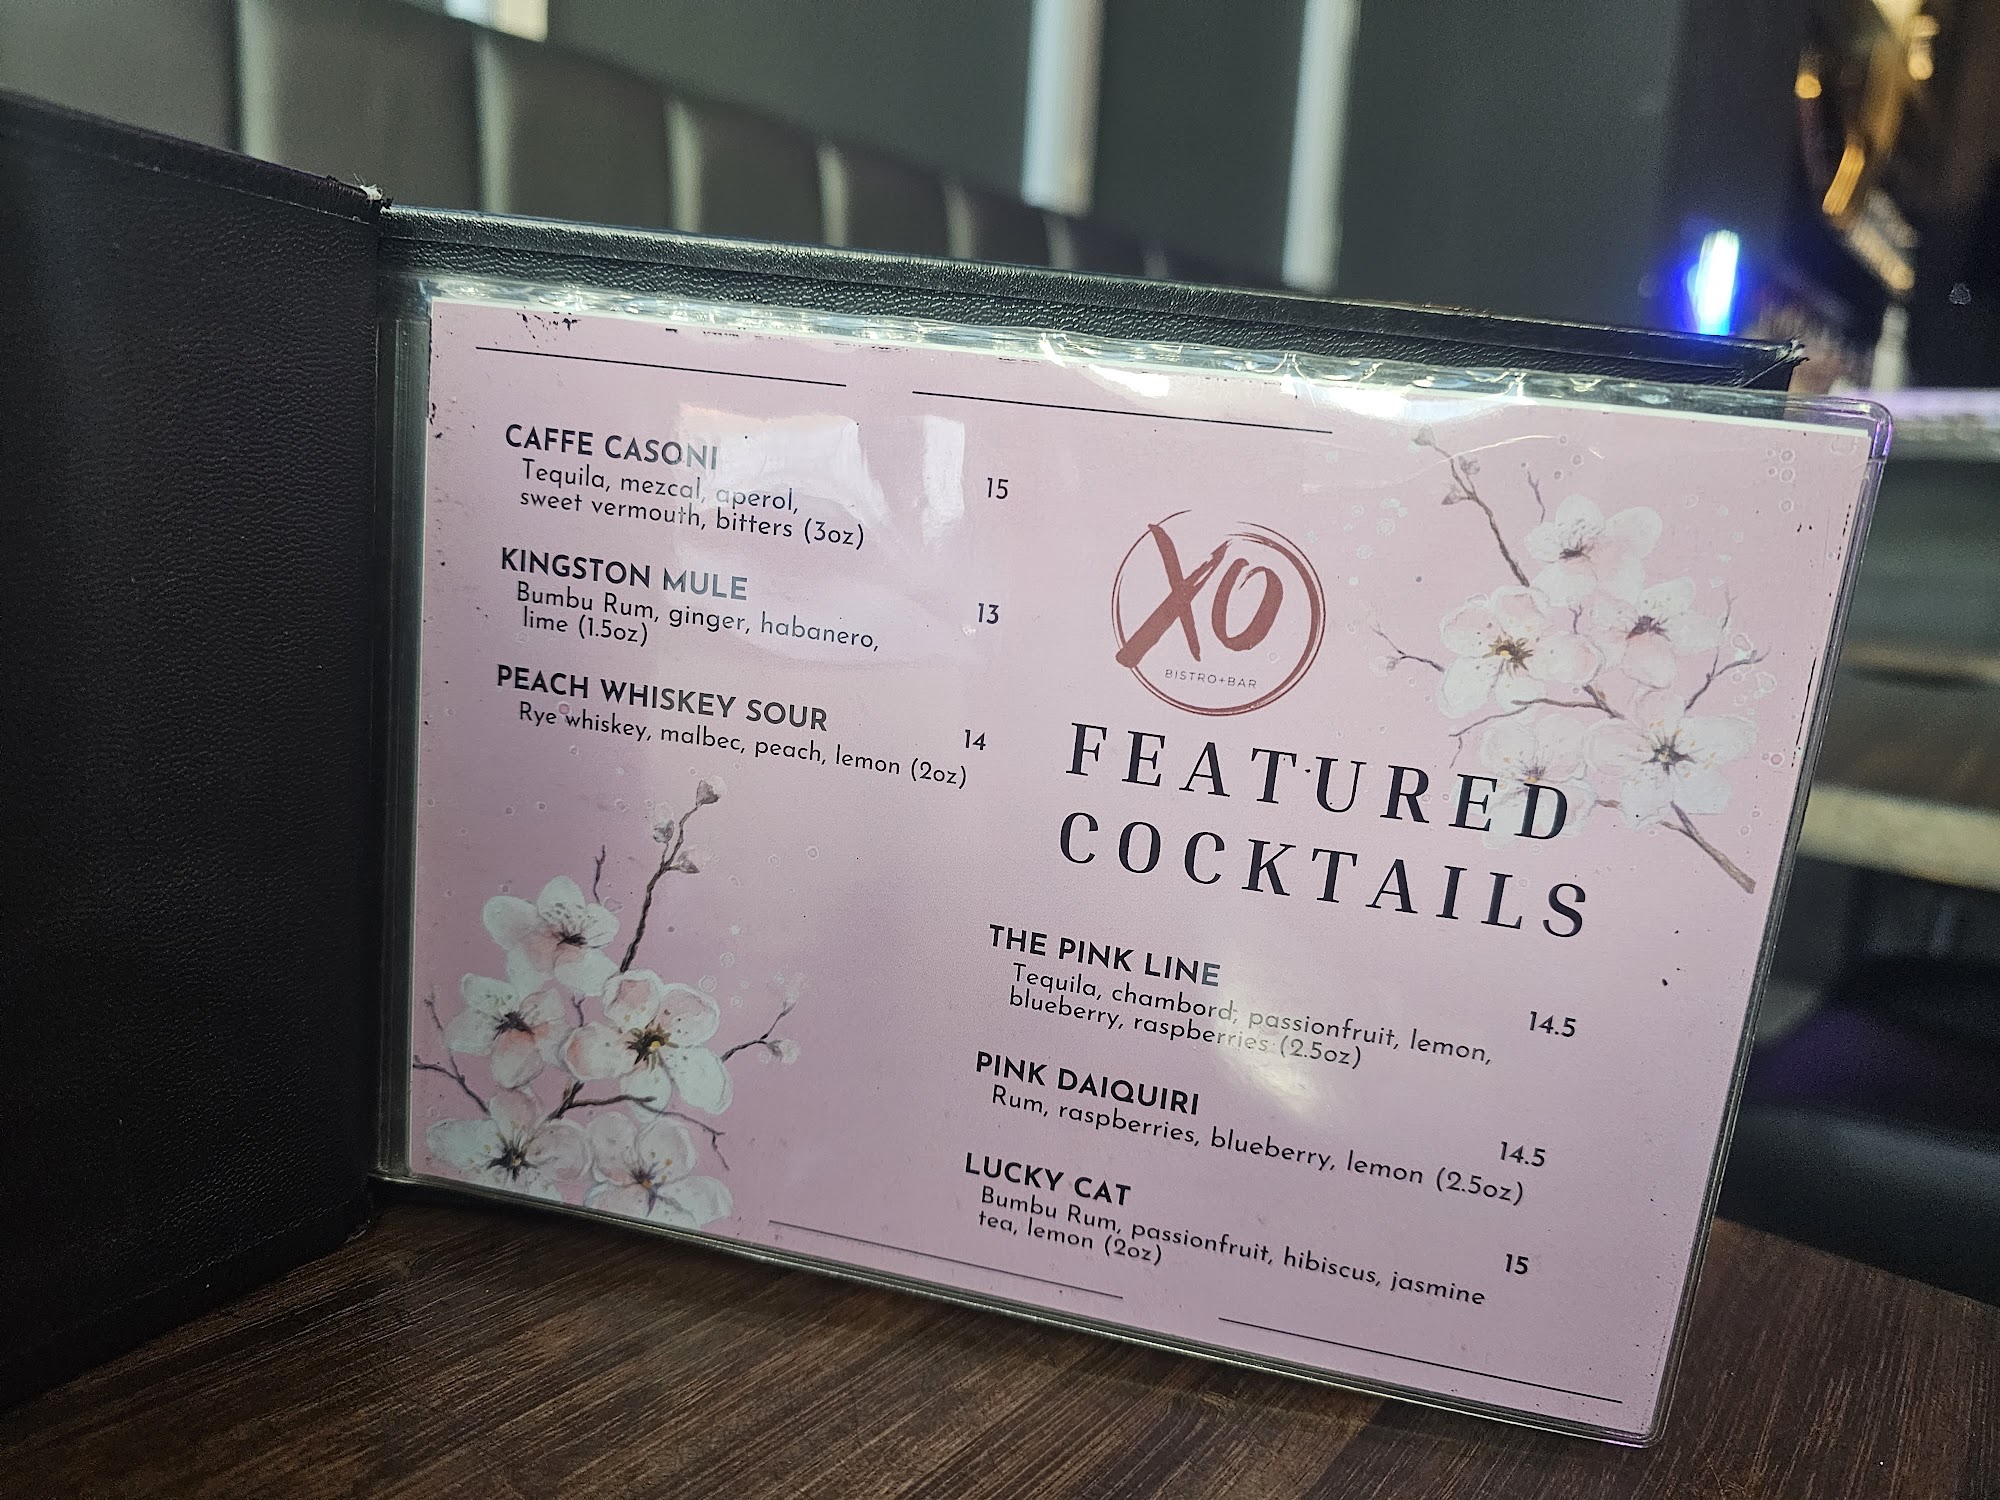 CAFFE CASONI
15
Tequila, mezcal, aperol,
sweet vermouth, bitters (3oz)
KINGSTON MULE
13
Bumbu Rum, ginger, habanero,
lime (1.5oz)
PEACH WHISKEY SOUR
14
Rye whiskey, malbec, peach, lemon (2oz)
XO
BISTRO+BAR
FEATURED
COCKTAILS
THE PINK LINE
14.5
Tequila, chambord, passionfruit, lemon,
blueberry, raspberries (2.5oz)
PINK DAIQUIRI
14.5
Rum, raspberries, blueberry, lemon (2.5oz)
LUCKY CAT
15
Bumbu Rum, passionfruit, hibiscus, jasmine
tea, lemon (2oz)